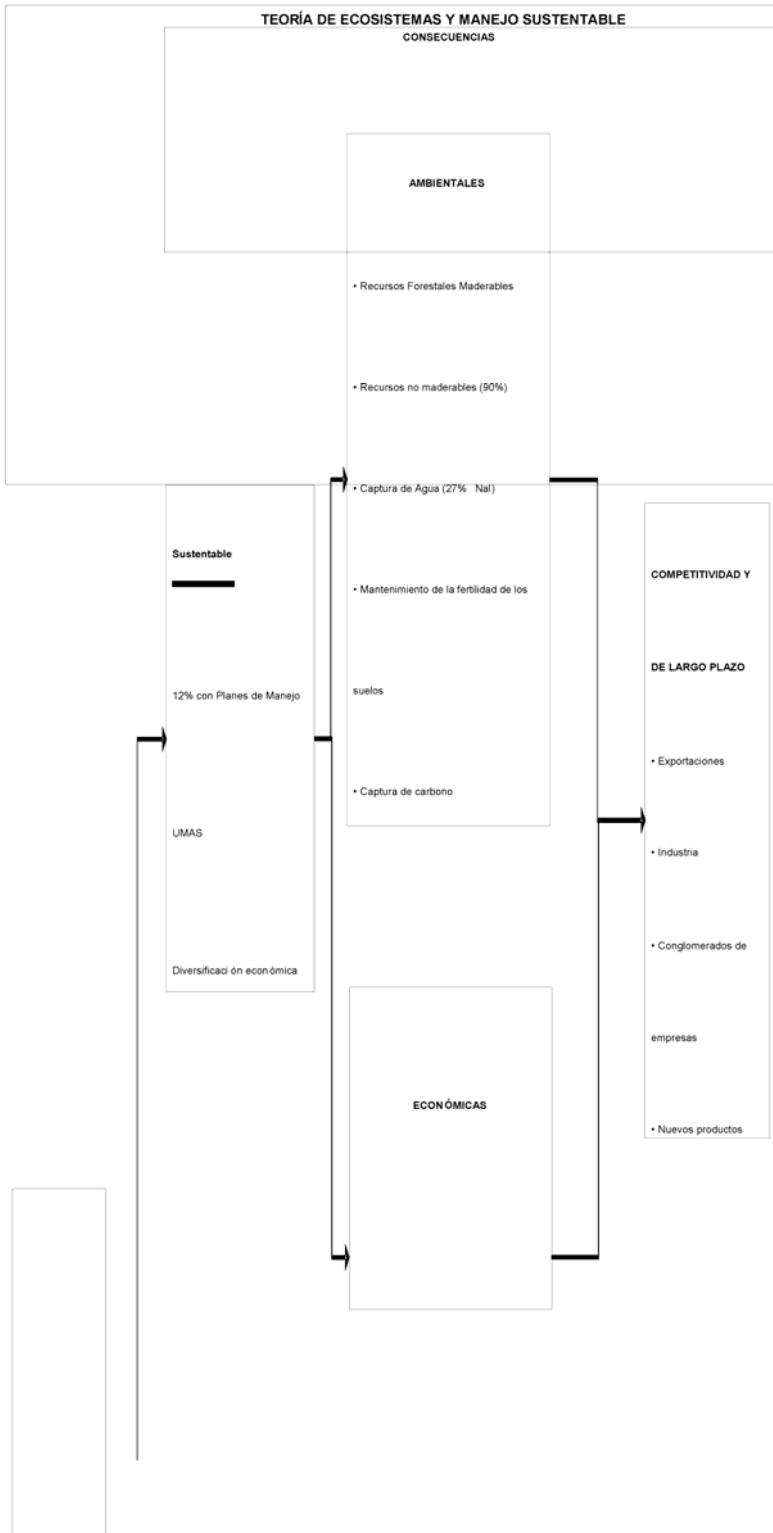 TEORÍA DE ECOSISTEMAS Y MANEJO SUSTENTABLE
CONSECUENCIAS
AMBIENTALES
• Recursos Forestales Maderables
• Recursos no maderables (90%)
• Captura de Agua (27% Nal)
• Mantenimiento de la fertilidad de los
suelos
• Captura de carbono
Sustentable
12% con Planes de Manejo
UMAS
Diversificaci ón económica
ECONÓMICAS
COMPETITIVIDAD Y
DE LARGO PLAZO
• Exportaciones
• Industria
• Conglomerados de
empresas
• Nuevos productos